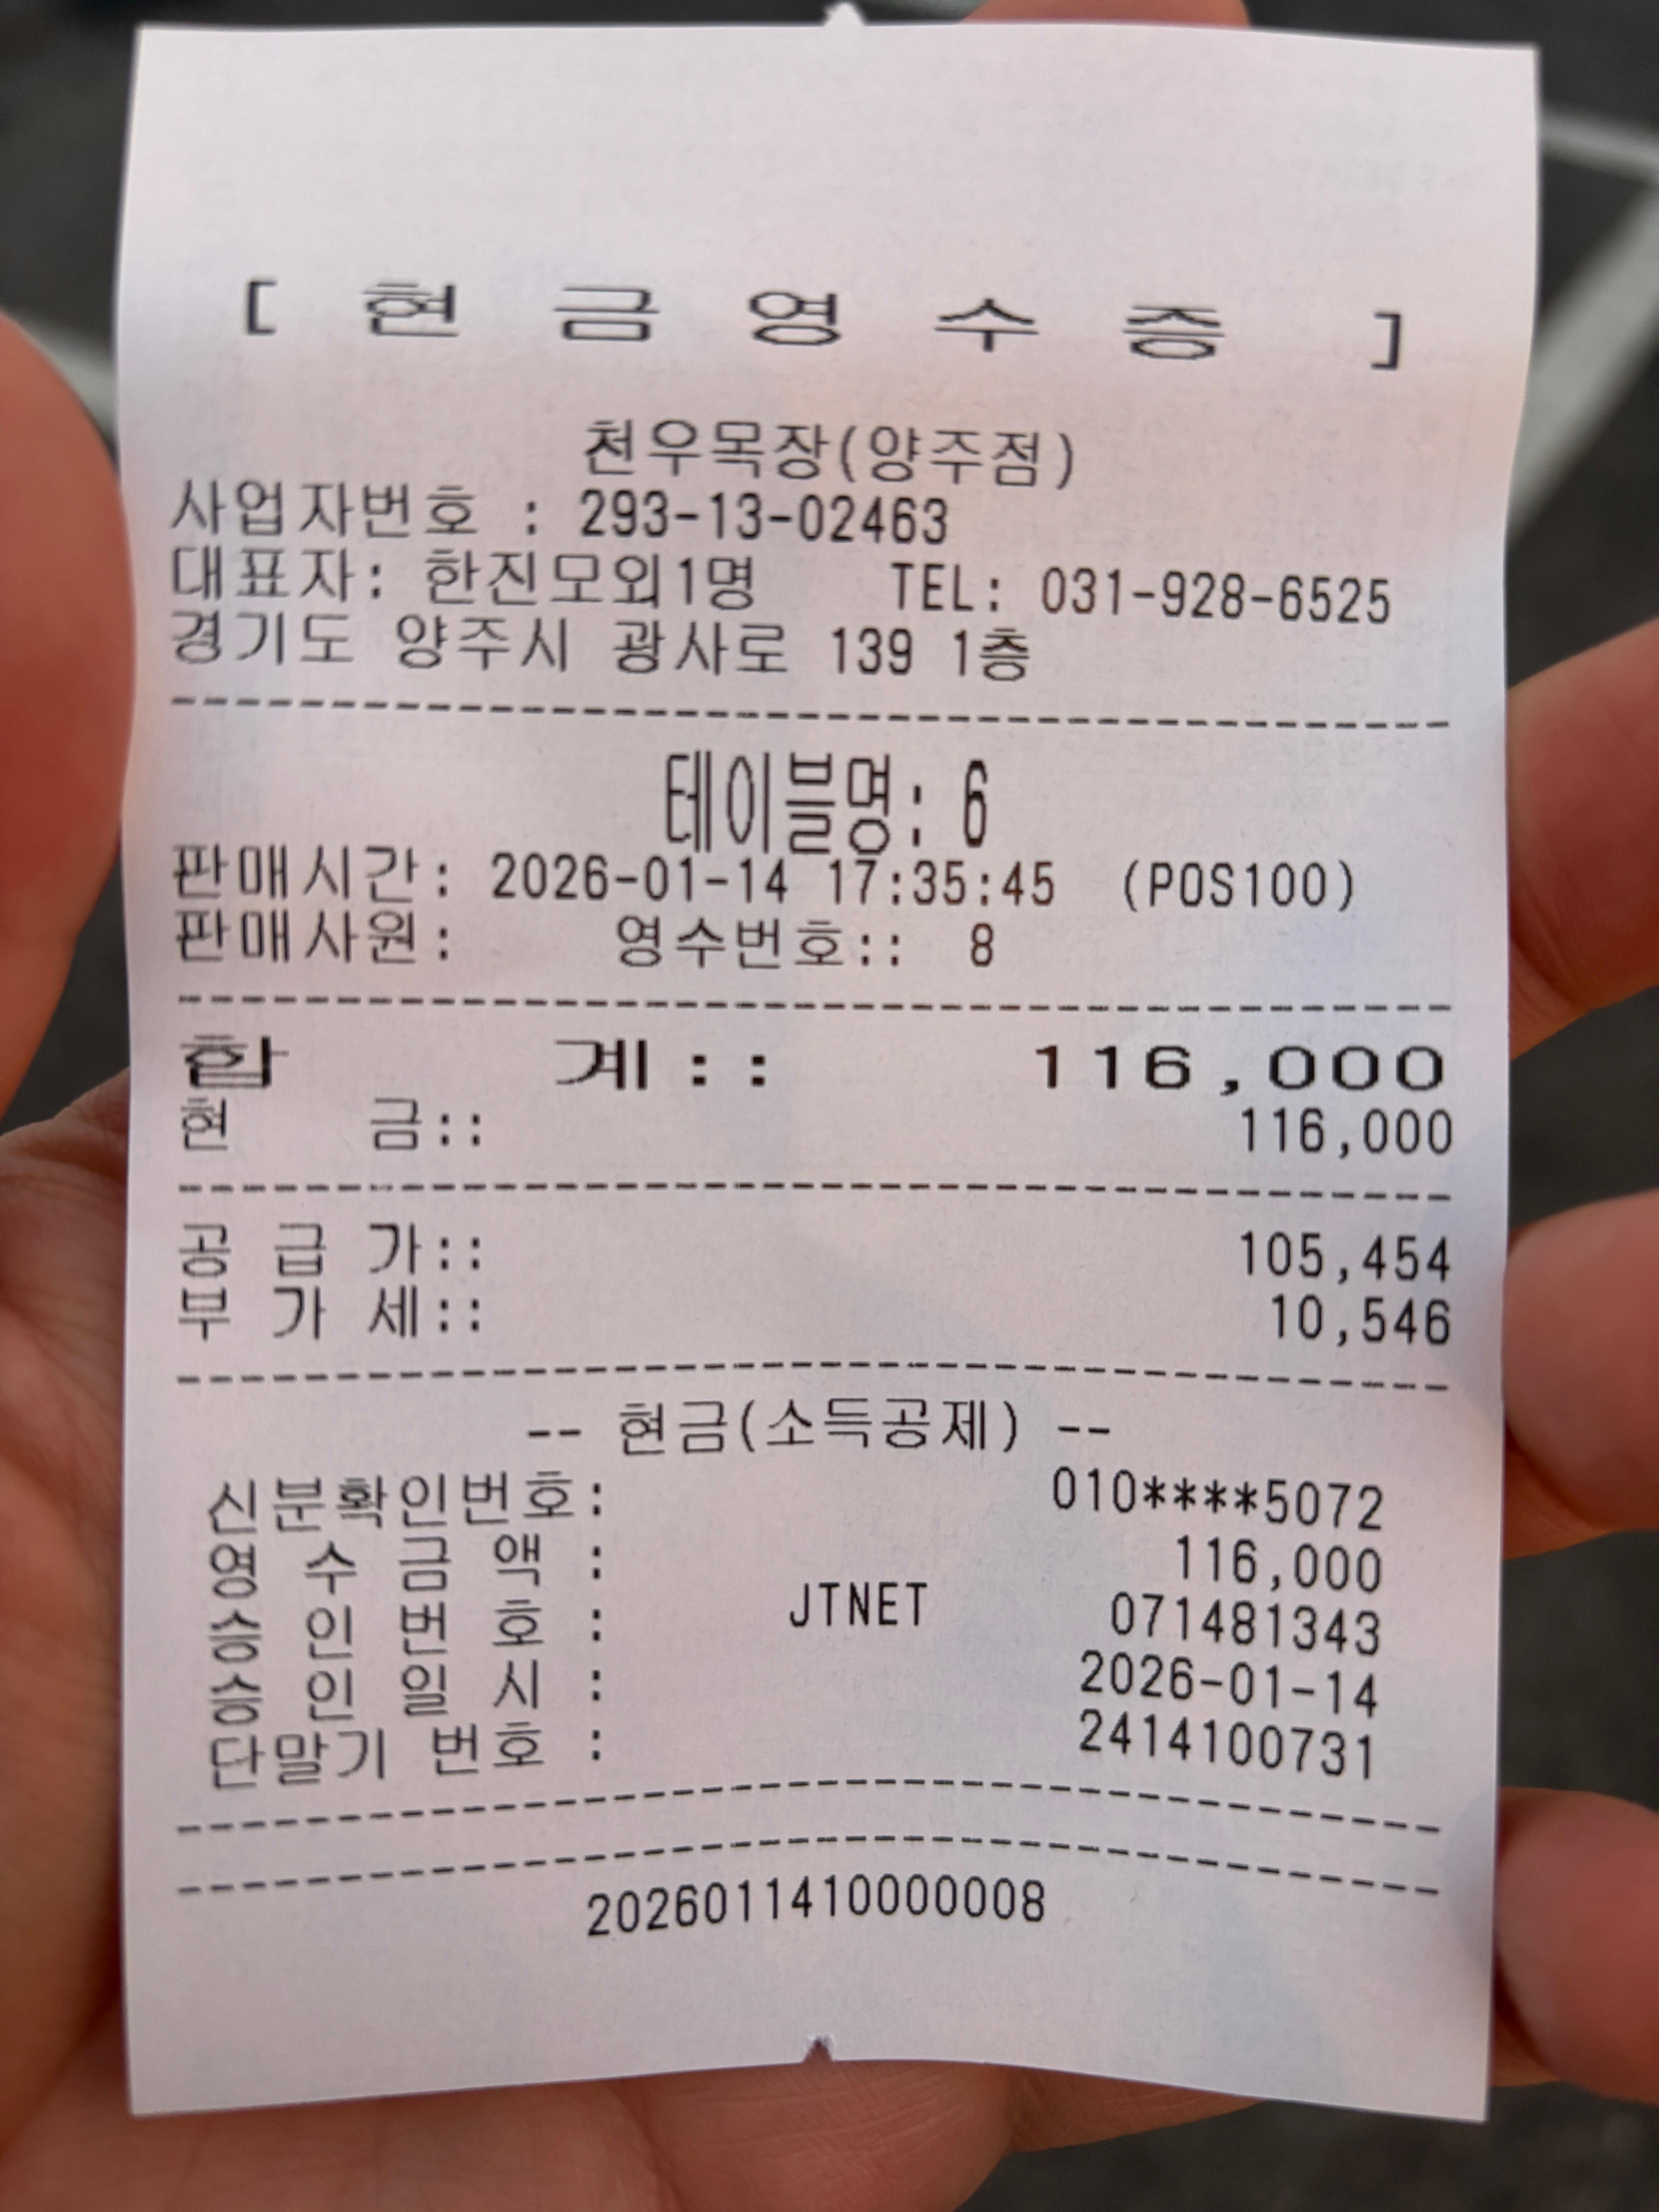 [ 현 금 영 수 증 ]
천우목장(양주점)
사업자번호 : 293-13-02463
대표자: 한진모외1명 TEL: 031-928-6525
경기도 양주시 광사로 139 1층
테이블명: 6
판매시간: 2026-01-14 17:35:45 (POS100)
판매사원: 영수번호:: 8
합 계:: 116,000
현 금:: 116,000
공 급 가:: 105,454
부 가 세:: 10,546
-- 현금(소득공제) --
신분확인번호: 010****5072
영 수 금 액 : 116,000
승 인 번 호 : JTNET 071481343
승 인 일 시 : 2026-01-14
단말기 번호 : 2414100731
2026011410000008